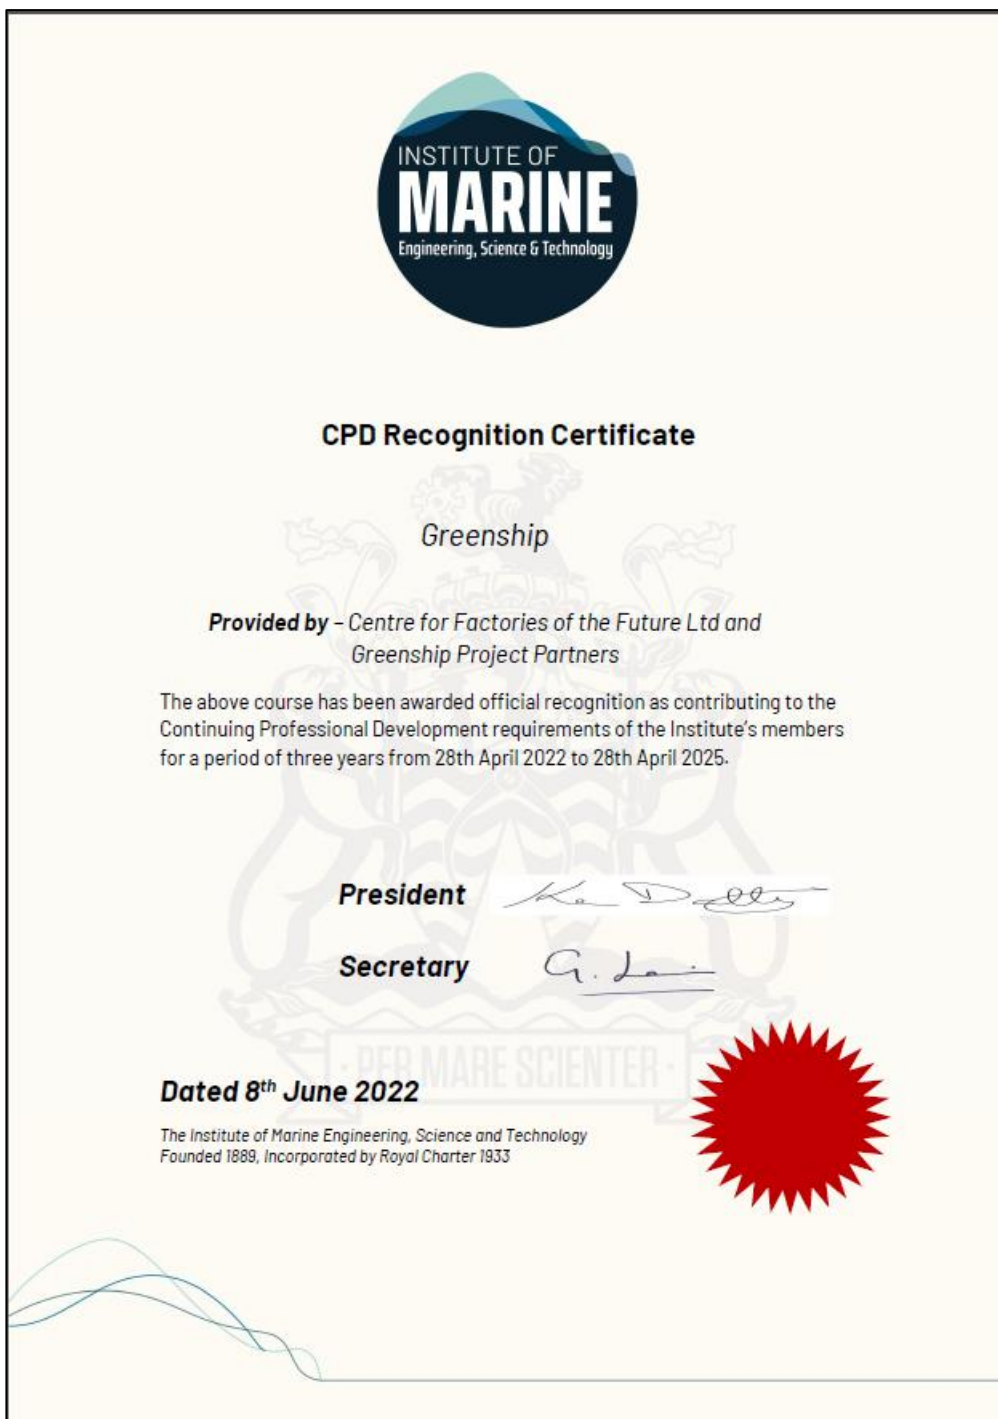 INSTITUTE OF
MARINE
Engineering, Science & Technology
CPD Recognition Certificate
Greenship
Provided by – Centre for Factories of the Future Ltd and
Greenship Project Partners
The above course has been awarded official recognition as contributing to the
Continuing Professional Development requirements of the Institute’s members
for a period of three years from 28th April 2022 to 28th April 2025.
President
Secretary
· PER MARE SCIENTER ·
Dated 8th June 2022
The Institute of Marine Engineering, Science and Technology
Founded 1889, Incorporated by Royal Charter 1933